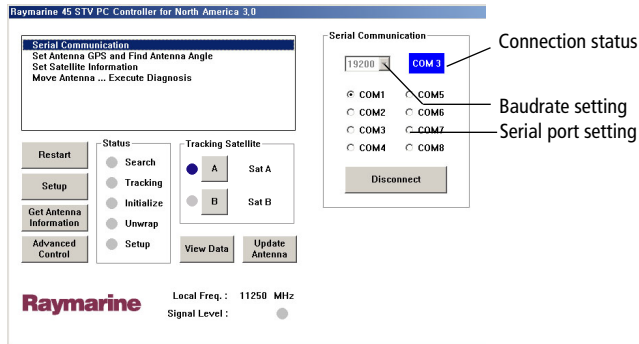 Raymarine 45 STV PC Controller for North America 3,0
Serial Communication
Set Antenna GPS and Find Antenna Angle
Set Satellite Information
Move Antenna ... Execute Diagnosis
Restart
Setup
Get Antenna
Information
Advanced
Control
Status
Search
Tracking
Initialize
Unwrap
Setup
Tracking Satellite
A Sat A
B Sat B
View Data
Update
Antenna
Raymarine
Local Freq. : 11250 MHz
Signal Level :
Serial Communication
19200 COM 3
COM1 COM5
COM2 COM6
COM3 COM7
COM4 COM8
Disconnect
Connection status
Baudrate setting
Serial port setting